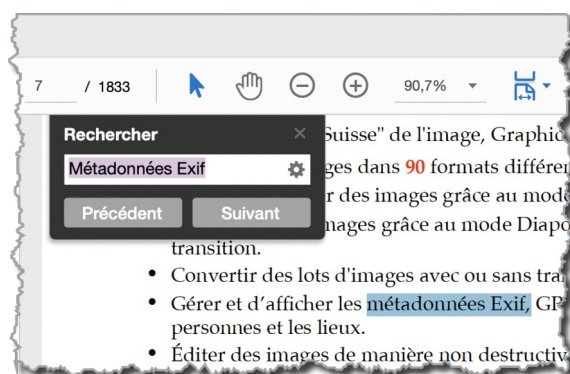 7 / 1833 90,7%
Rechercher
Métadonnées Exif
Précédent Suivant
Suisse" de l'image, Graphic
ges dans 90 formats différen
r des images grâce au mode
mages grâce au mode Diapo
transition.
• Convertir des lots d'images avec ou sans
• Gérer et d’afficher les métadonnées Exif, GP
personnes et les lieux.
• Éditer des images de manière non destructiv